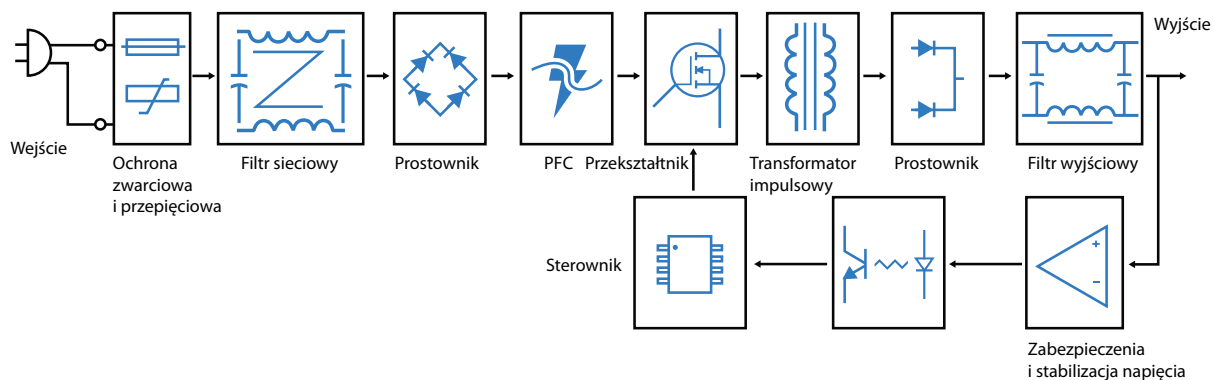 Wyjście
Wejście
Ochrona
zwarciowa
i przepięciowa
Filtr sieciowy
Prostownik
PFC
Przekształtnik
Transformator
impulsowy
Prostownik
Filtr wyjściowy
Sterownik
+
−
Zabezpieczenia
i stabilizacja napięcia